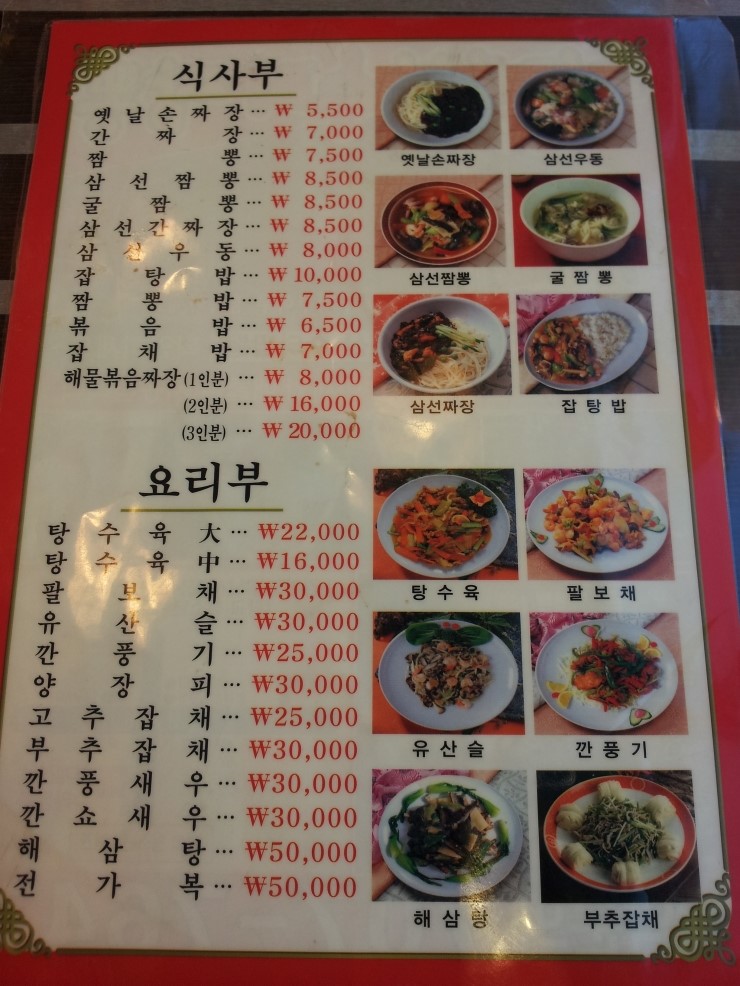 식사부
옛날손짜장 ··· ₩ 5,500
간짜장 ··· ₩ 7,000
짬뽕 ··· ₩ 7,500
삼선짬뽕 ··· ₩ 8,500
굴짬뽕 ··· ₩ 8,500
삼선간짜장 ··· ₩ 8,500
삼선우동 ··· ₩ 8,000
잡탕밥 ··· ₩ 10,000
짬뽕밥 ··· ₩ 7,500
볶음밥 ··· ₩ 6,500
잡채밥 ··· ₩ 7,000
해물볶음짜장(1인분) ··· ₩ 8,000
(2인분) ··· ₩ 16,000
(3인분) ··· ₩ 20,000
옛날손짜장 삼선우동
삼선짬뽕 굴짬뽕
삼선짜장 잡탕밥
요리부
탕수육大 ··· ₩22,000
탕수육中 ··· ₩16,000
팔보채 ··· ₩30,000
유산슬 ··· ₩30,000
깐풍기 ··· ₩25,000
양장피 ··· ₩30,000
고추잡채 ··· ₩25,000
부추잡채 ··· ₩30,000
깐풍새우 ··· ₩30,000
깐쇼새우 ··· ₩30,000
해삼탕 ··· ₩50,000
전가복 ··· ₩50,000
탕수육 팔보채
유산슬 깐풍기
해삼탕 부추잡채